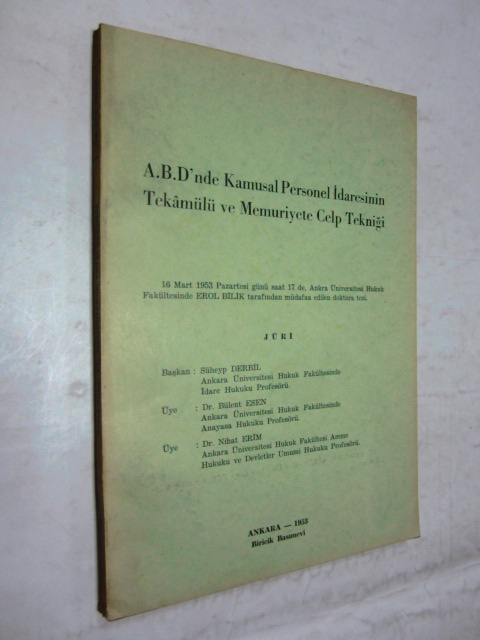 A.B.D'nde Kamusal Personel İdaresinin
Tekâmülü ve Memuriyete Celp Tekniği
16 Mart 1953 Pazartesi günü saat 17 de, Ankra Üniversitesi Hukuk
Fakültesinde EROL BİLİK tarafından müdafaa edilen doktora tezi.
JÜRİ
Başkan : Süheyp DERBİL
Ankara Üniversitesi Hukuk Fakültesinde
İdare Hukuku Profesörü.
Üye : Dr. Bülent ESEN
Ankara Üniversitesi Hukuk Fakültesinde
Anayasa Hukuku Profesörü.
Üye : Dr. Nihat ERİM
Ankara Üniversitesi Hukuk Fakültesi Amme
Hukuku ve Devletler Umumi Hukuku Profesörü.
ANKARA — 1953
Biricik Basımevi